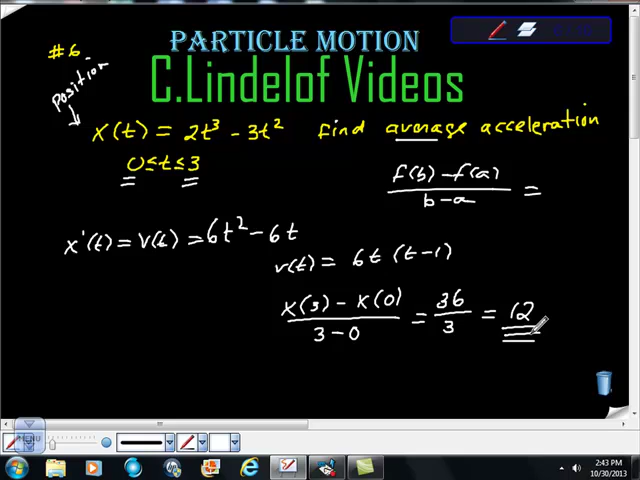 #6
PARTICLE MOTION
C.Lindelof Videos
position
x(t) = 2t³ - 3t² find average acceleration
0≤t≤3
f(b)-f(a)
b-a =
x'(t) = v(t) = 6t² - 6t
v(t) = 6t (t-1)
x(3) - x(0)
3-0 = 36
3 = 12
MENU
2:43 PM
10/30/2013